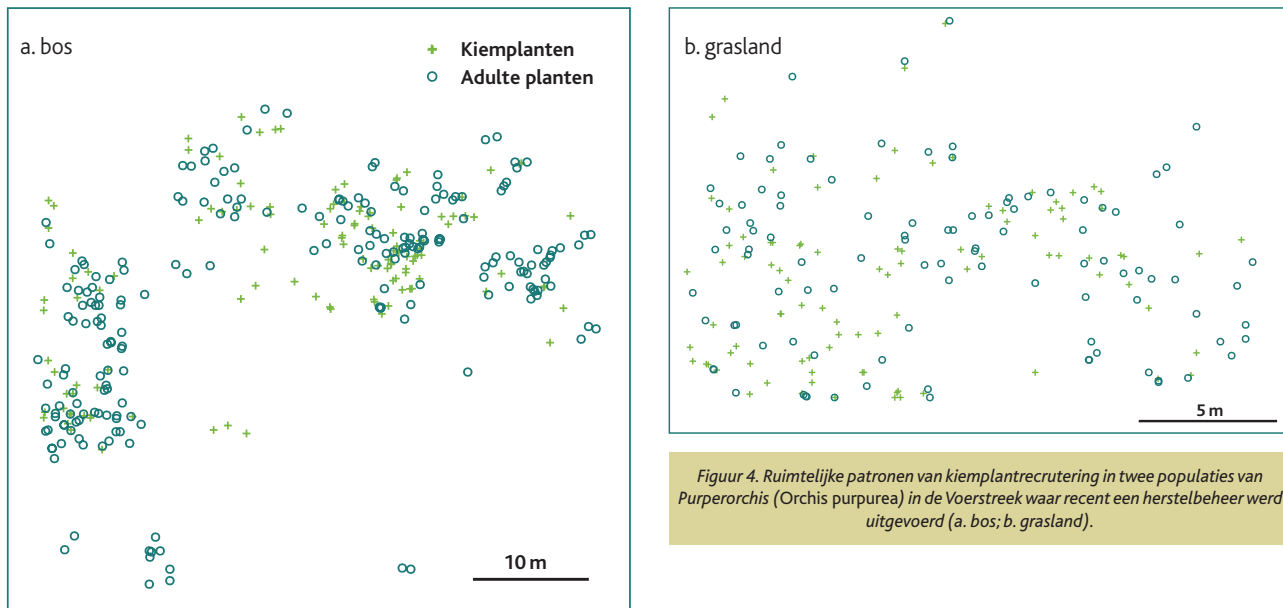 a. bos
Kiemplanten
Adulte planten
10 m
b. grasland
5 m
Figuur 4. Ruimtelijke patronen van kiemplantrecrutering in twee populaties van
Purperorchis (Orchis purpurea) in de Voerstreek waar recent een herstelbeheer werd
uitgevoerd (a. bos; b. grasland).